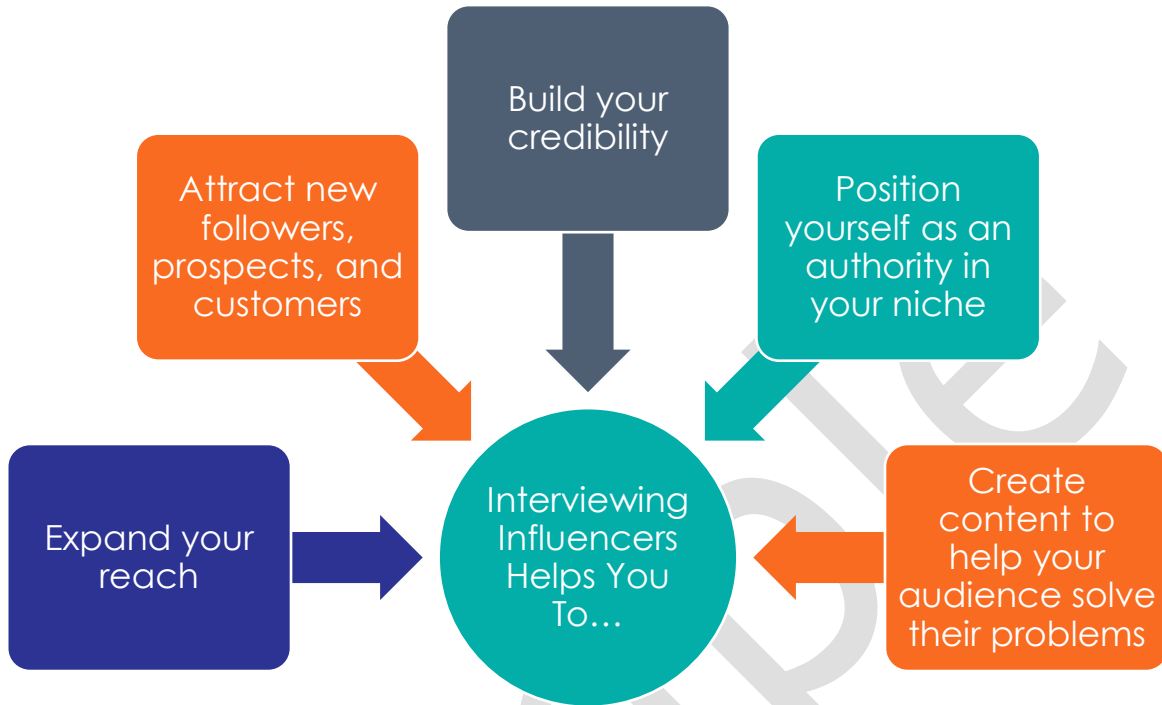 Build your
credibility
Attract new
followers,
prospects, and
customers
Position
yourself as an
authority in
your niche
Expand your
reach
Interviewing
Influencers
Helps You
To…
Create
content to
help your
audience solve
their problems